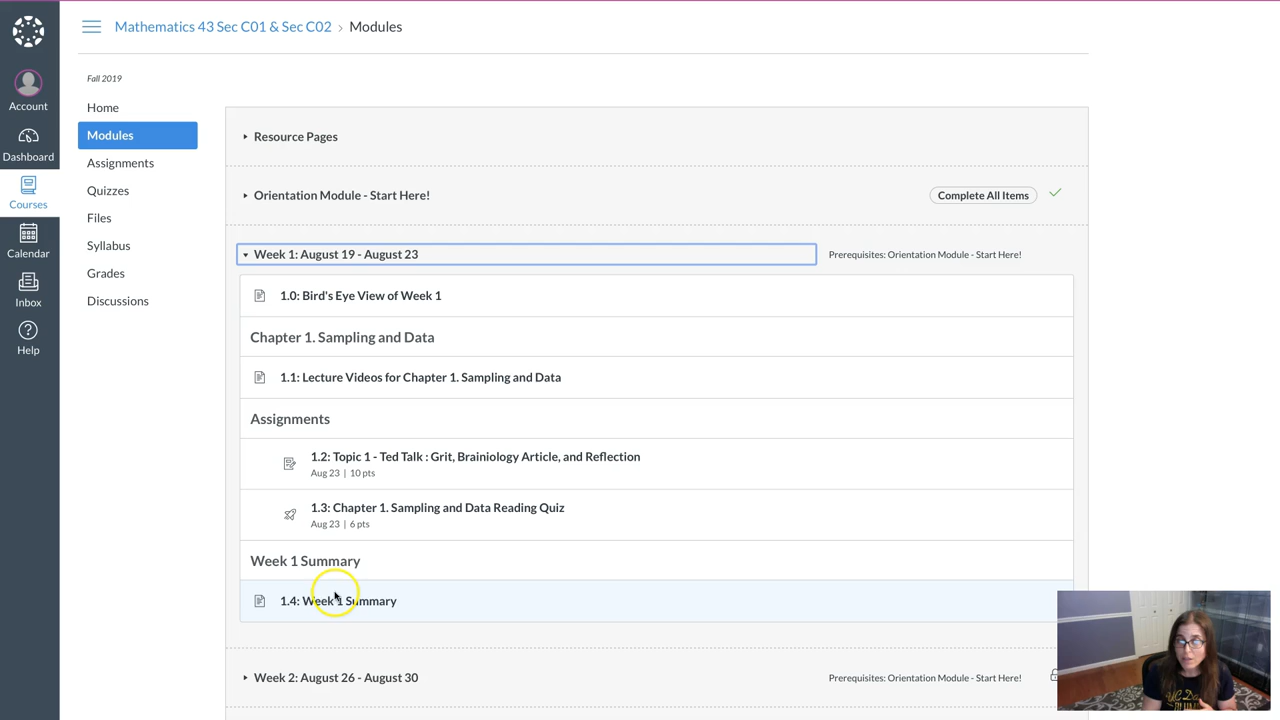 Mathematics 43 Sec C01 & Sec C02 › Modules
Fall 2019
Account
Dashboard
Courses
Calendar
Inbox
Help
Home
Modules
Assignments
Quizzes
Files
Syllabus
Grades
Discussions
Resource Pages
Orientation Module - Start Here!
Complete All Items
Week 1: August 19 - August 23
Prerequisites: Orientation Module - Start Here!
1.0: Bird's Eye View of Week 1
Chapter 1. Sampling and Data
1.1: Lecture Videos for Chapter 1. Sampling and Data
Assignments
1.2: Topic 1 - Ted Talk : Grit, Brainiology Article, and Reflection
Aug 23 | 10 pts
1.3: Chapter 1. Sampling and Data Reading Quiz
Aug 23 | 6 pts
Week 1 Summary
1.4: Week 1 Summary
Week 2: August 26 - August 30
Prerequisites: Orientation Module - Start Here!